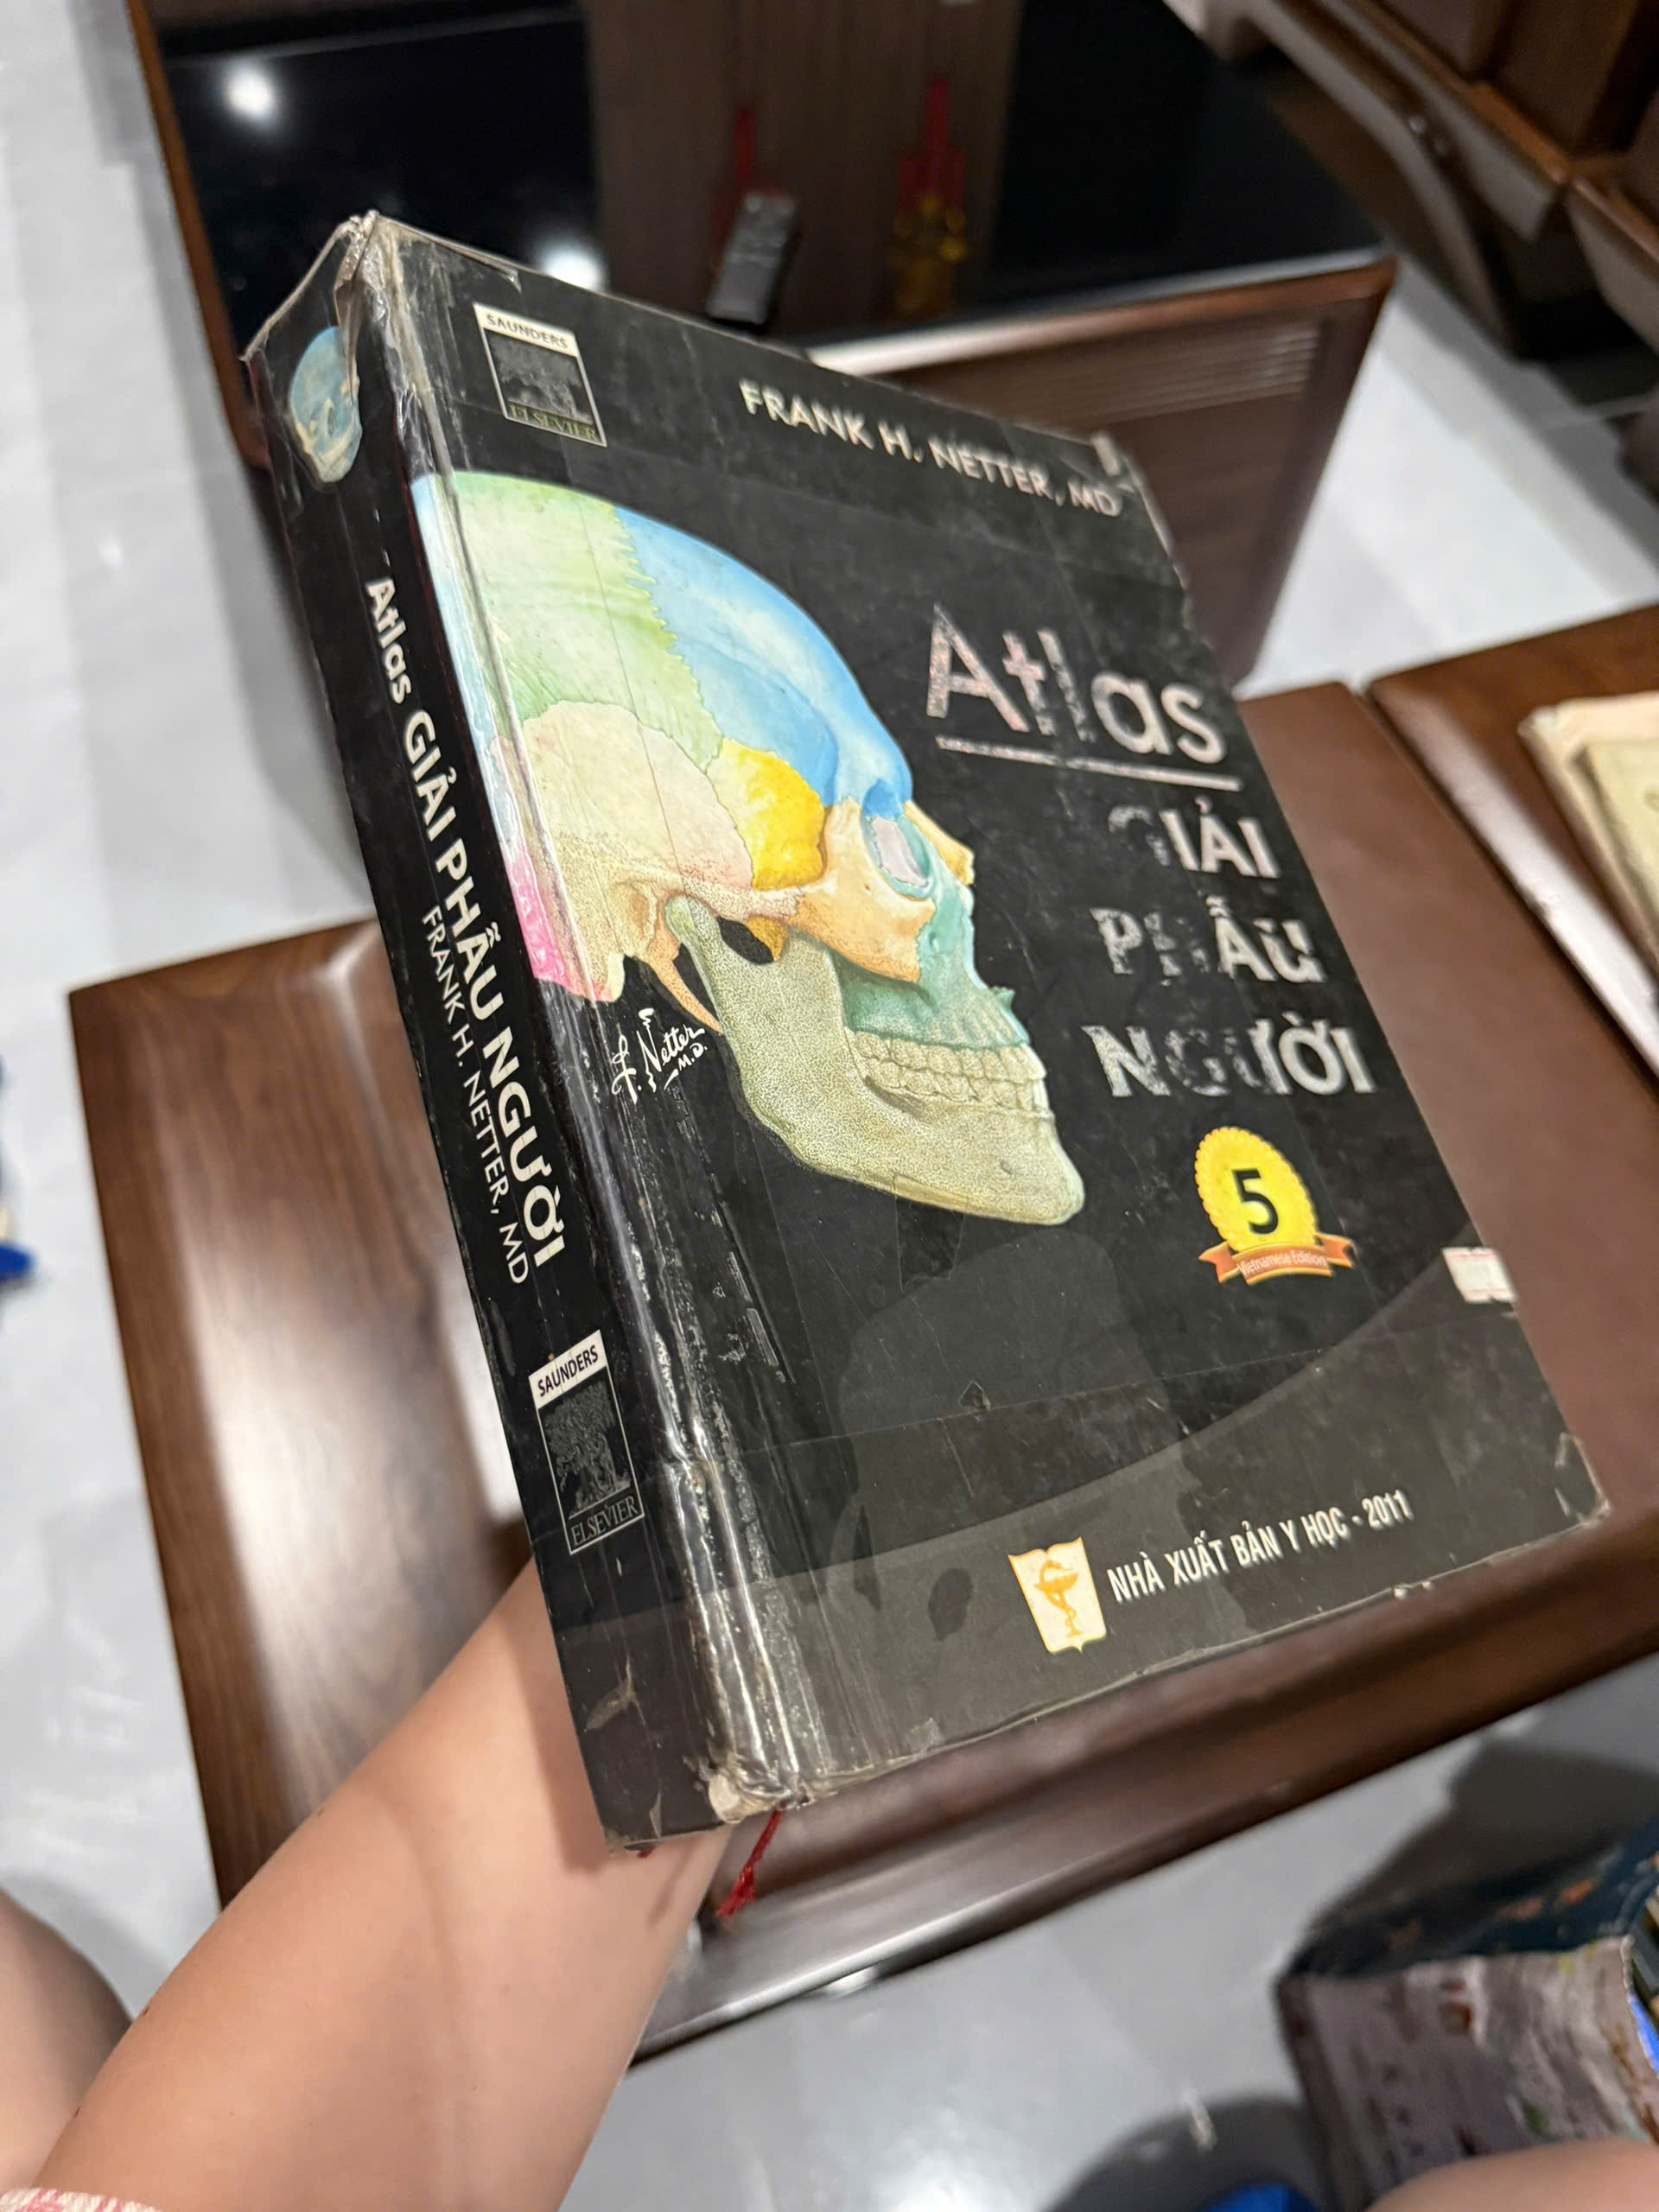 SAUNDERS
ELSEVIER
FRANK H. NETTER, MD
Atlas
GIẢI
PHẪU
NGƯỜI
F. Netter
M.D.
5
Vietnamese Edition
NHÀ XUẤT BẢN Y HỌC - 2011
Atlas GIẢI PHẪU NGƯỜI
FRANK H. NETTER, MD
SAUNDERS
ELSEVIER